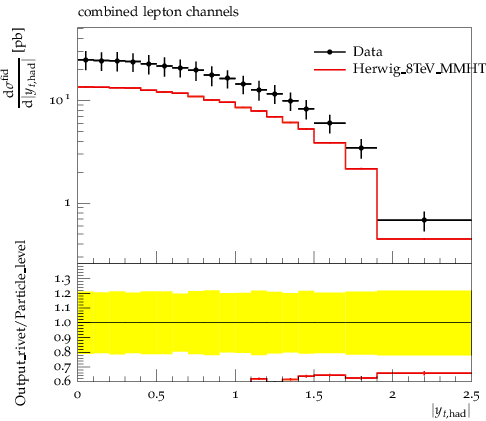 combined lepton channels
dσ^fid / d|y_t,had| [pb]
Data
Herwig_8TeV_MMHT
10^1
1
Output_rivet/Particle_level
1.3
1.2
1.1
1.0
0.9
0.8
0.7
0.6
0 0.5 1 1.5 2 2.5
|y_t,had|